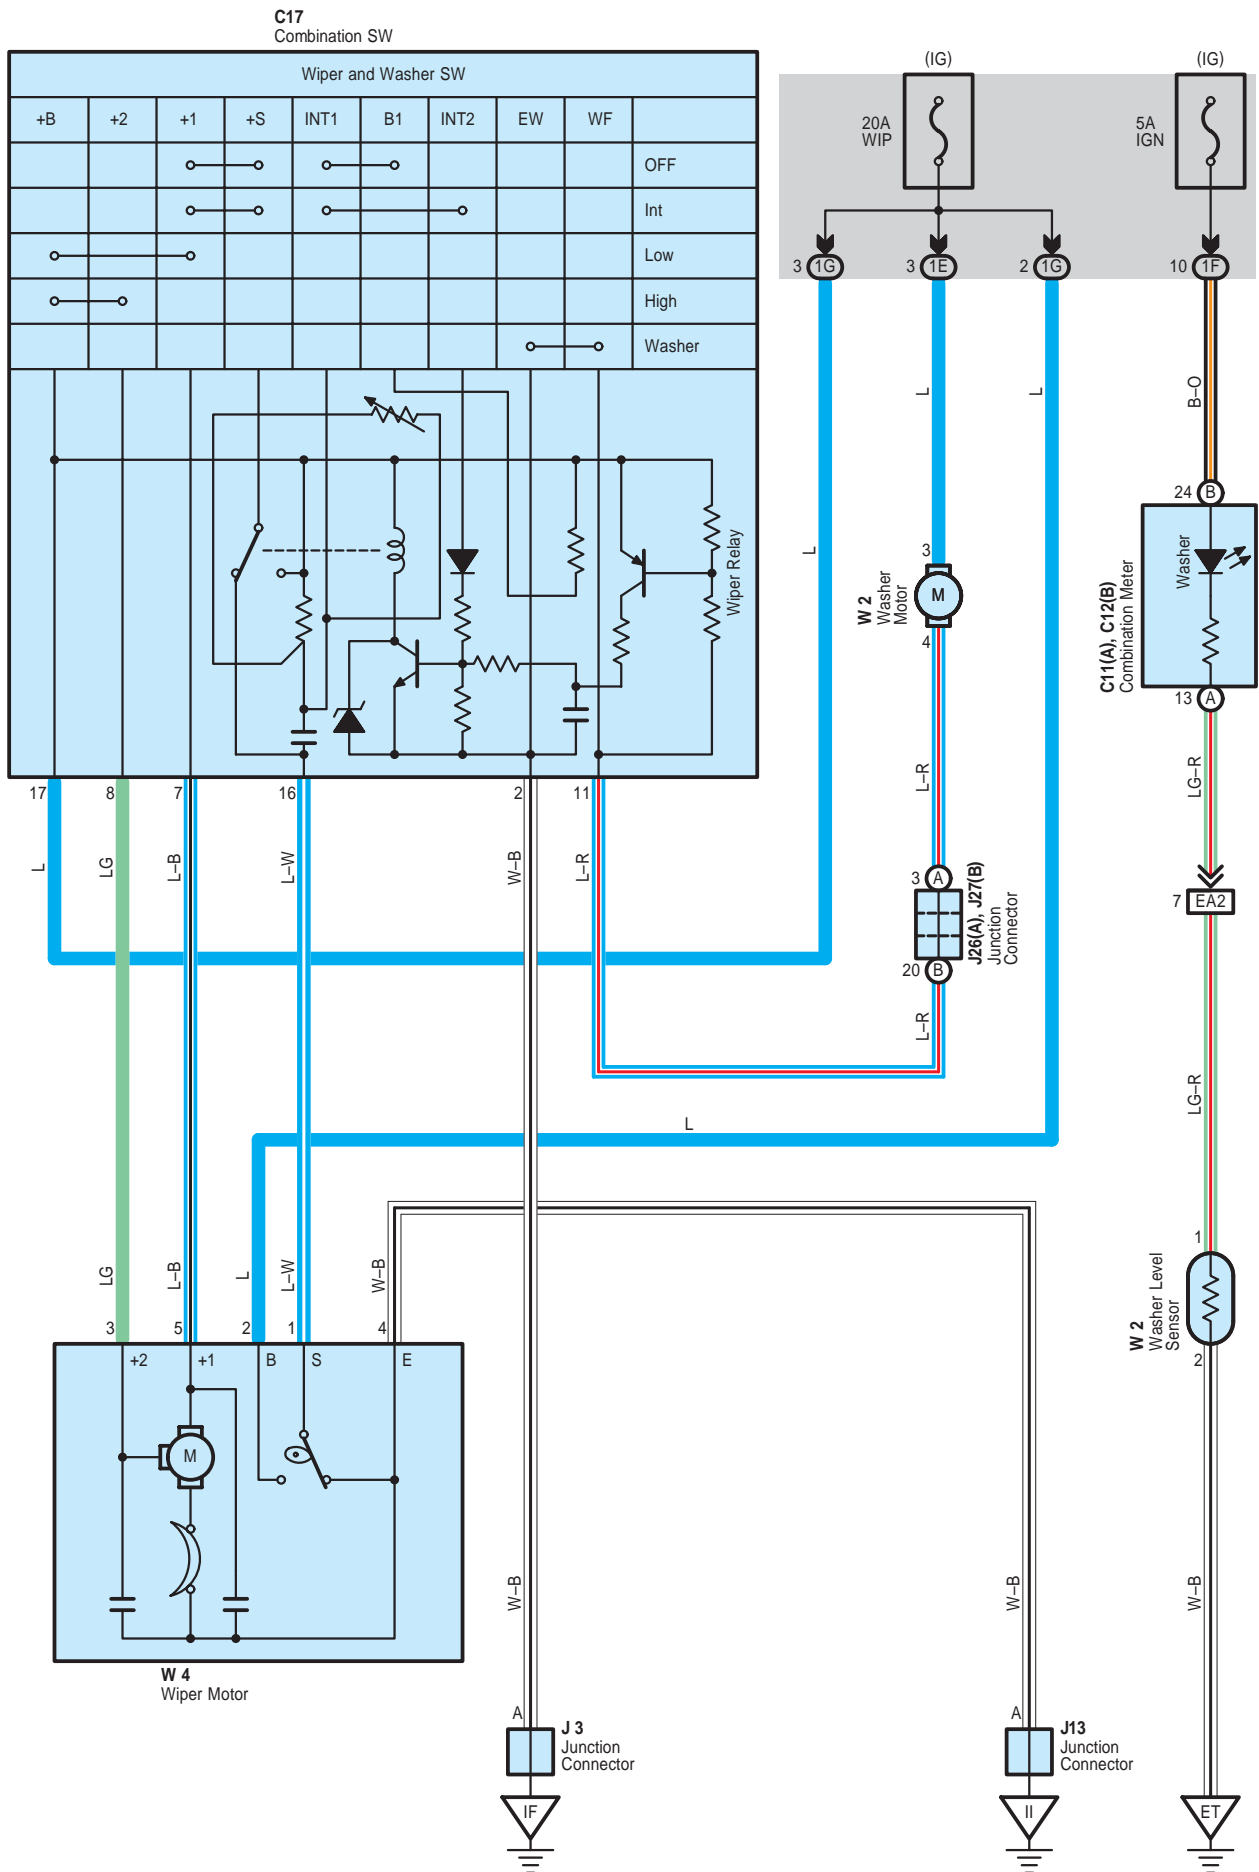 C17
Combination SW
Wiper and Washer SW
+B +2 +1 +S INT1 B1 INT2 EW WF
OFF
Int
Low
High
Washer
Wiper Relay
(IG) (IG)
20A
WIP
5A
IGN
3 1G 3 1E 2 1G 10 1F
L L L B–O
24 B
Washer
C11(A), C12(B)
Combination Meter
13 A
3
M
W 2
Washer
Motor
4
L–R
LG–R
17 8 7 16 2 11
L LG L–B L–W W–B L–R
3 A
J26(A), J27(B)
Junction
Connector
20 B
L–R
7 EA2
LG–R
L
LG L–B L L–W W–B
3 5 2 1 4
+2 +1 B S E
M
W 4
Wiper Motor
1
W 2
Washer Level
Sensor
2
W–B W–B W–B
A
J 3
Junction
Connector
IF
A
J13
Junction
Connector
II
ET